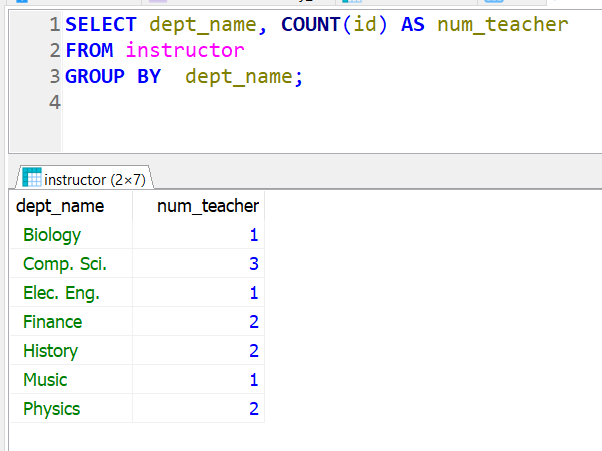 1 SELECT dept_name, COUNT(id) AS num_teacher
2 FROM instructor
3 GROUP BY  dept_name;
4
instructor (2×7)
dept_name num_teacher
Biology 1
Comp. Sci. 3
Elec. Eng. 1
Finance 2
History 2
Music 1
Physics 2